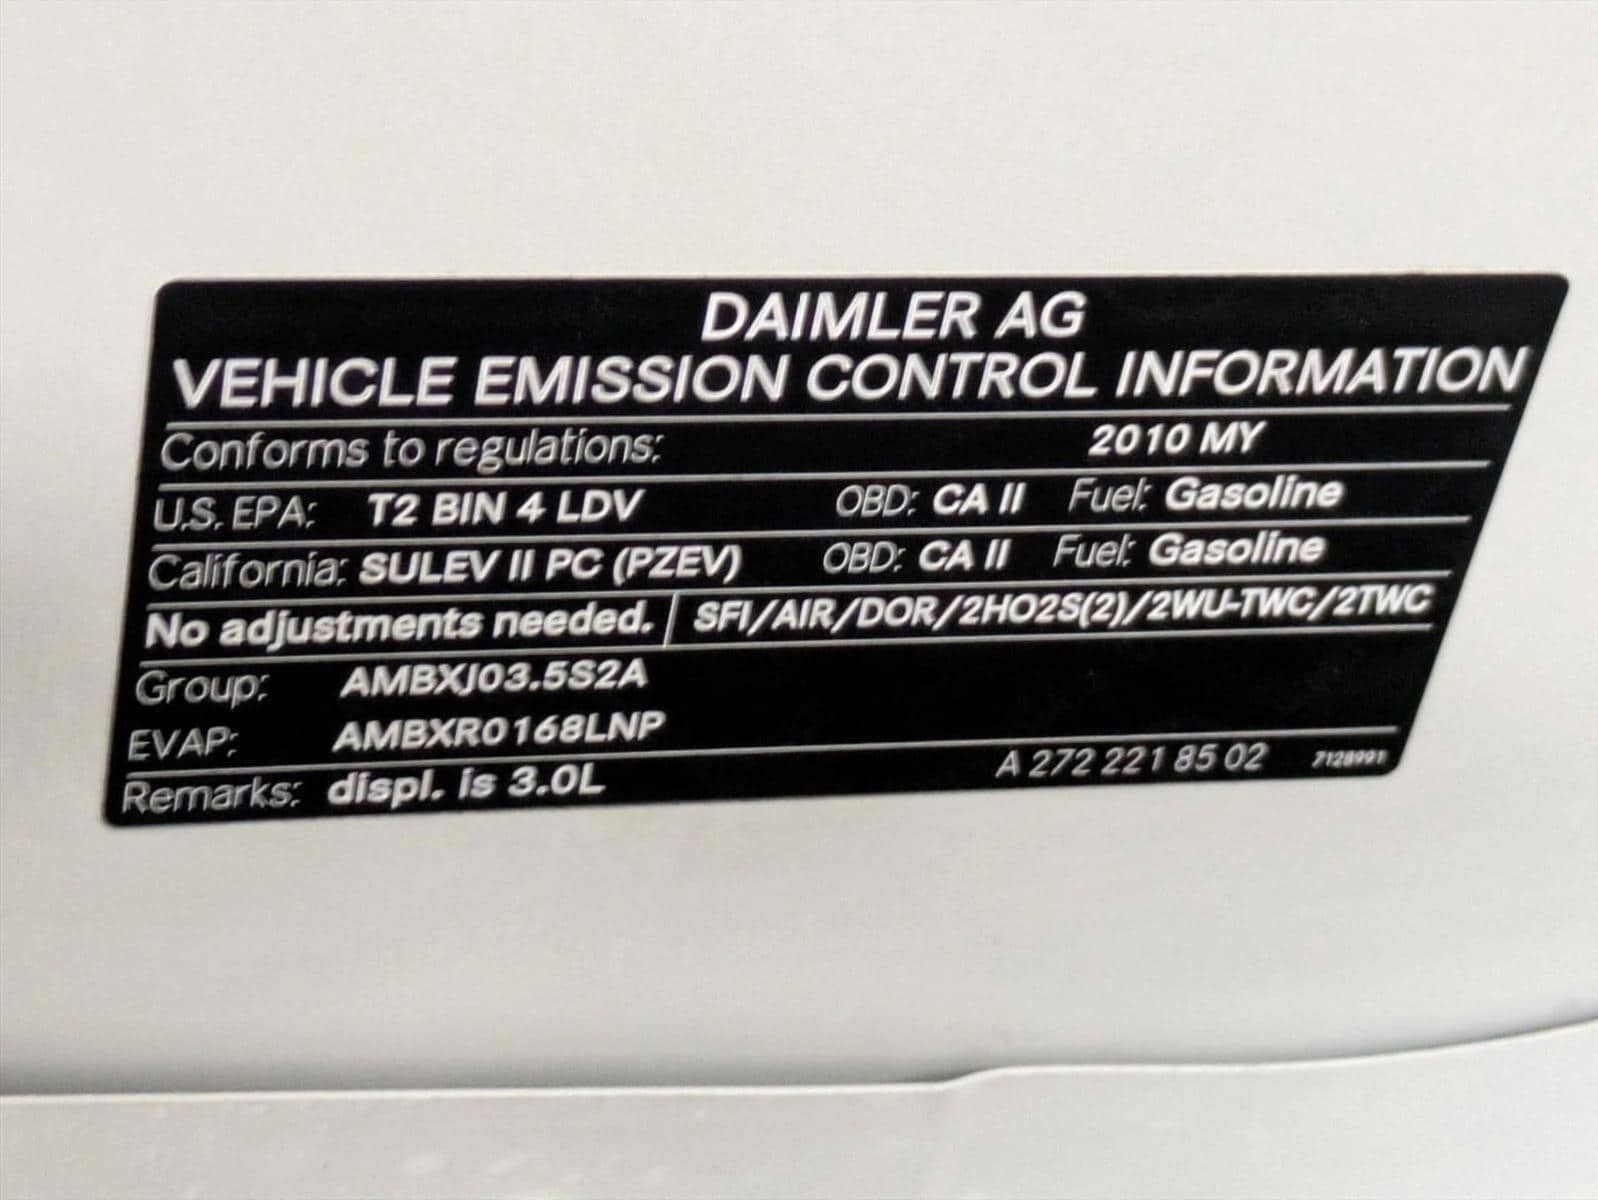 DAIMLER AG
VEHICLE EMISSION CONTROL INFORMATION
Conforms to regulations: 2010 MY
U.S. EPA: T2 BIN 4 LDV OBD: CA II Fuel: Gasoline
California: SULEV II PC (PZEV) OBD: CA II Fuel: Gasoline
No adjustments needed. SFI/AIR/DOR/2HO2S(2)/2WU-TWC/2TWC
Group: AMBXJ03.5S2A
EVAP: AMBXR0168LNP
Remarks: displ. is 3.0L A 272 221 85 02 7128991